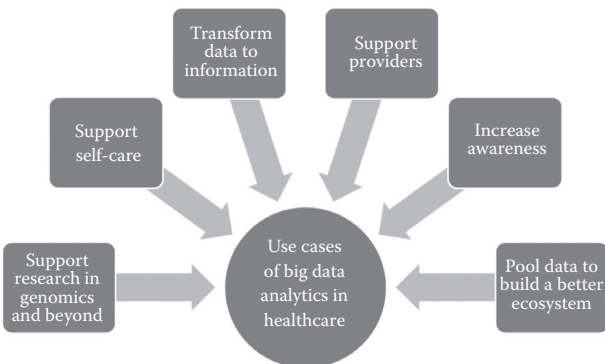 Transform
data to
information
Support
providers
Support
self-care
Increase
awareness
Support
research in
genomics
and beyond
Use cases
of big data
analytics in
healthcare
Pool data to
build a better
ecosystem